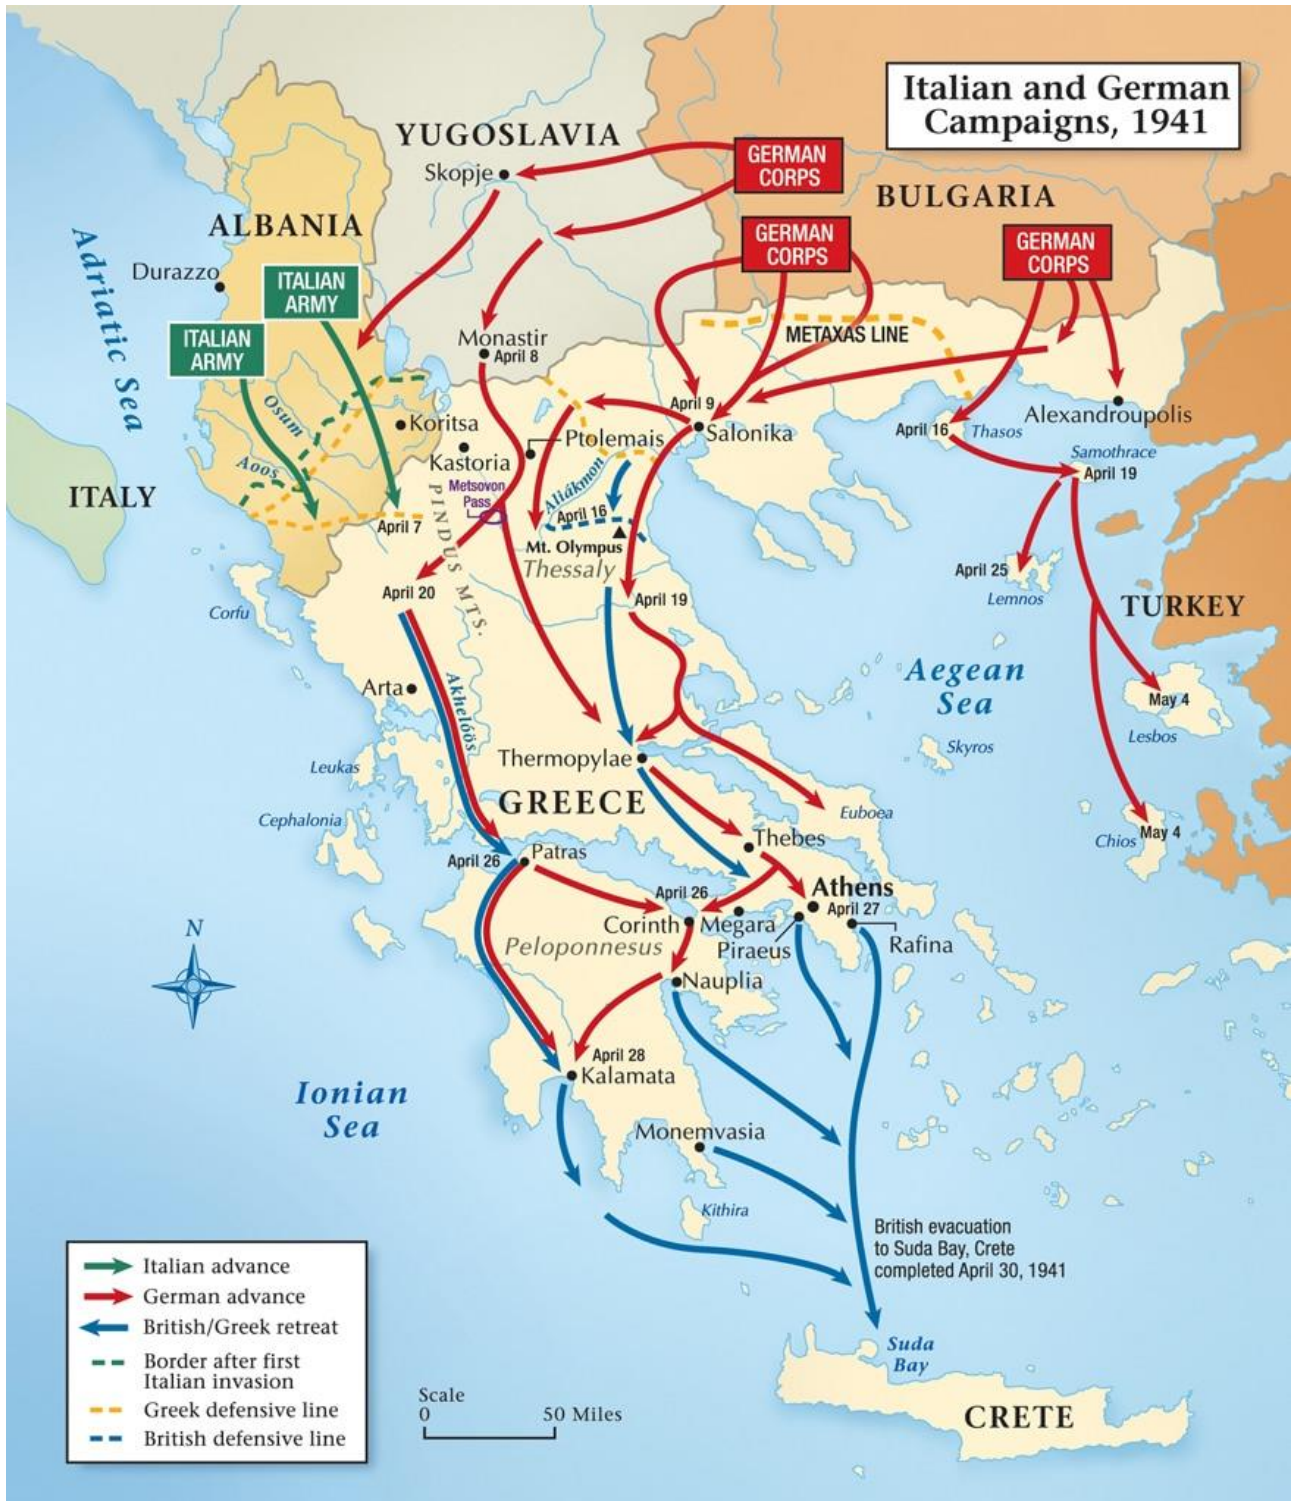 Italian and German
Campaigns, 1941
YUGOSLAVIA
Skopje
GERMAN
CORPS
BULGARIA
ALBANIA
GERMAN
CORPS
GERMAN
CORPS
Adriatic Sea
Durazzo
ITALIAN
ARMY
ITALIAN
ARMY
METAXAS LINE
Monastir
April 8
Osum
Koritsa
April 9
Salonika
Ptolemais
Alexandroupolis
April 16
Thasos
Samothrace
April 19
Aoos
Kastoria
Metsovon
Pass
Aliákmon
ITALY
April 7
PINDUS MTS.
April 16
Mt. Olympus
Thessaly
April 25
Lemnos
April 20
April 19
Corfu
TURKEY
Aegean
Sea
Arta
Akhelóös
May 4
Lesbos
Skyros
Thermopylae
Leukas
GREECE
Cephalonia
Euboea
Chios
May 4
Thebes
April 26
Patras
Athens
April 27
April 26
Corinth
Megara
Piraeus
Rafina
Peloponnesus
N
Nauplia
April 28
Kalamata
Ionian
Sea
Monemvasia
Kithira
British evacuation
to Suda Bay, Crete
completed April 30, 1941
Suda
Bay
CRETE
Italian advance
German advance
British/Greek retreat
Border after first
Italian invasion
Greek defensive line
British defensive line
Scale
0 50 Miles